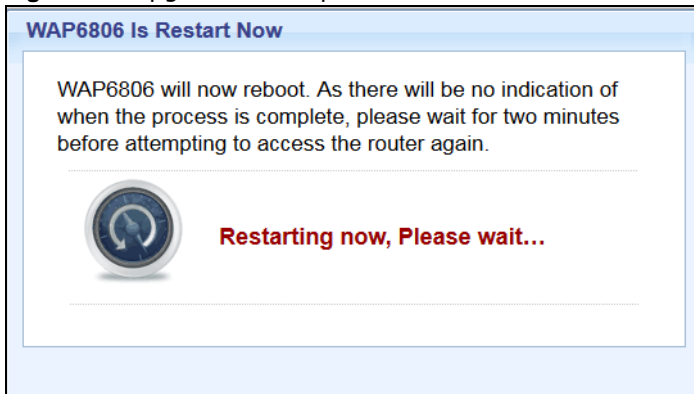 WAP6806 Is Restart Now
WAP6806 will now reboot. As there will be no indication of
when the process is complete, please wait for two minutes
before attempting to access the router again.
Restarting now, Please wait...